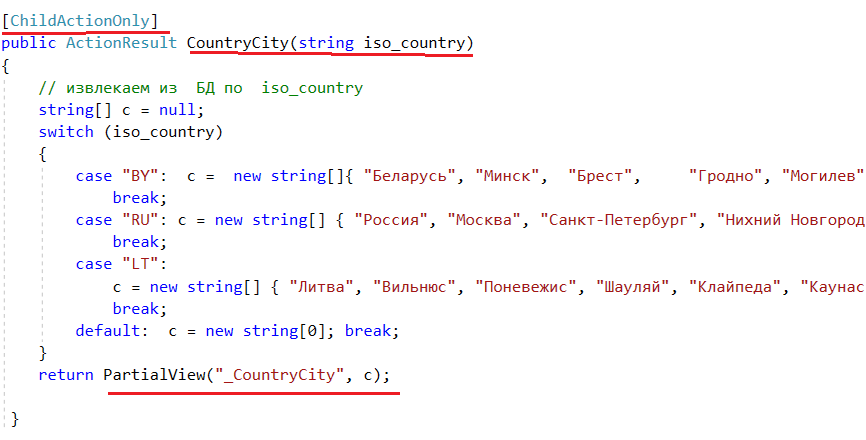 [ChildActionOnly]
public ActionResult CountryCity(string iso_country)
{
// извлекаем из БД по iso_country
string[] c = null;
switch (iso_country)
{
case "BY": c = new string[]{ "Беларусь", "Минск", "Брест", "Гродно", "Могилев"
break;
case "RU": c = new string[] { "Россия", "Москва", "Санкт-Петербург", "Нижний Новгород
break;
case "LT":
c = new string[] { "Литва", "Вильнюс", "Поневежис", "Шауляй", "Клайпеда", "Каунас
break;
default: c = new string[0]; break;
}
return PartialView("_CountryCity", c);
}